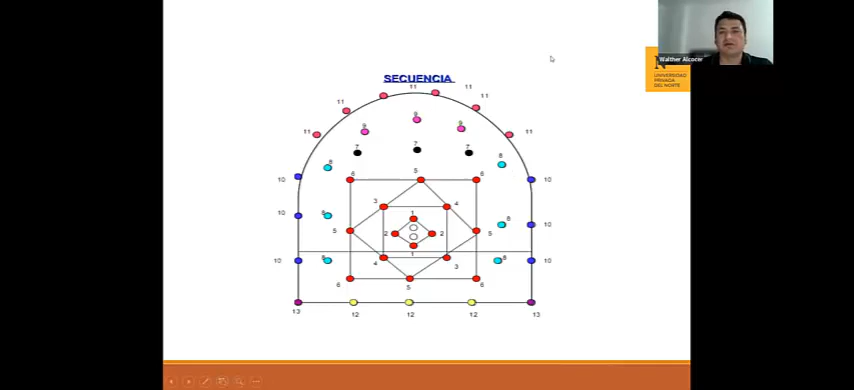 Walther Alcocer
N
UNIVERSIDAD
PRIVADA
DEL NORTE
SECUENCIA
11 11 11
11 11
9 9 9
11 11
7 7 7
8 8
10 6 5 6 10
3 4
10 8 1 8
5 2 2 5 10
1
10 8 4 3 8 10
6 5 6
13 12 12 12 13